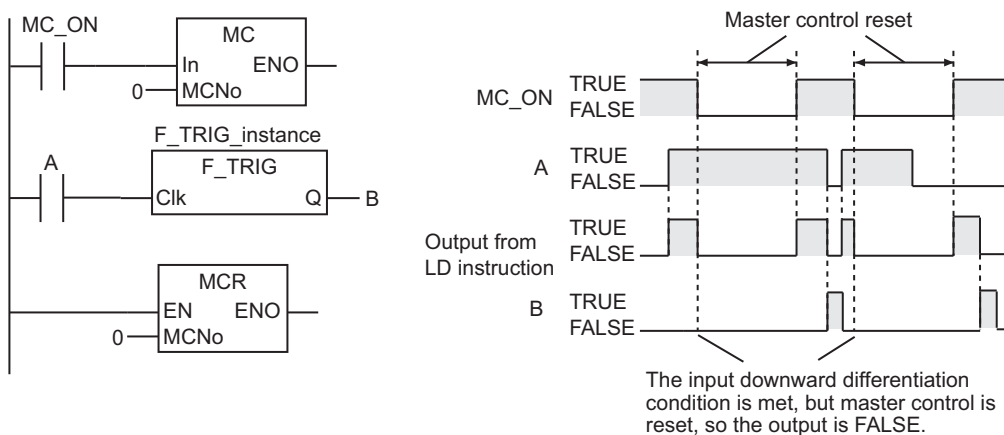 MC_ON
MC
In ENO
0 MCNo
F_TRIG_instance
A
F_TRIG
Clk Q B
MCR
EN ENO
0 MCNo
Master control reset
MC_ON TRUE
FALSE
A TRUE
FALSE
Output from
LD instruction
TRUE
FALSE
B TRUE
FALSE
The input downward differentiation
condition is met, but master control is
reset, so the output is FALSE.